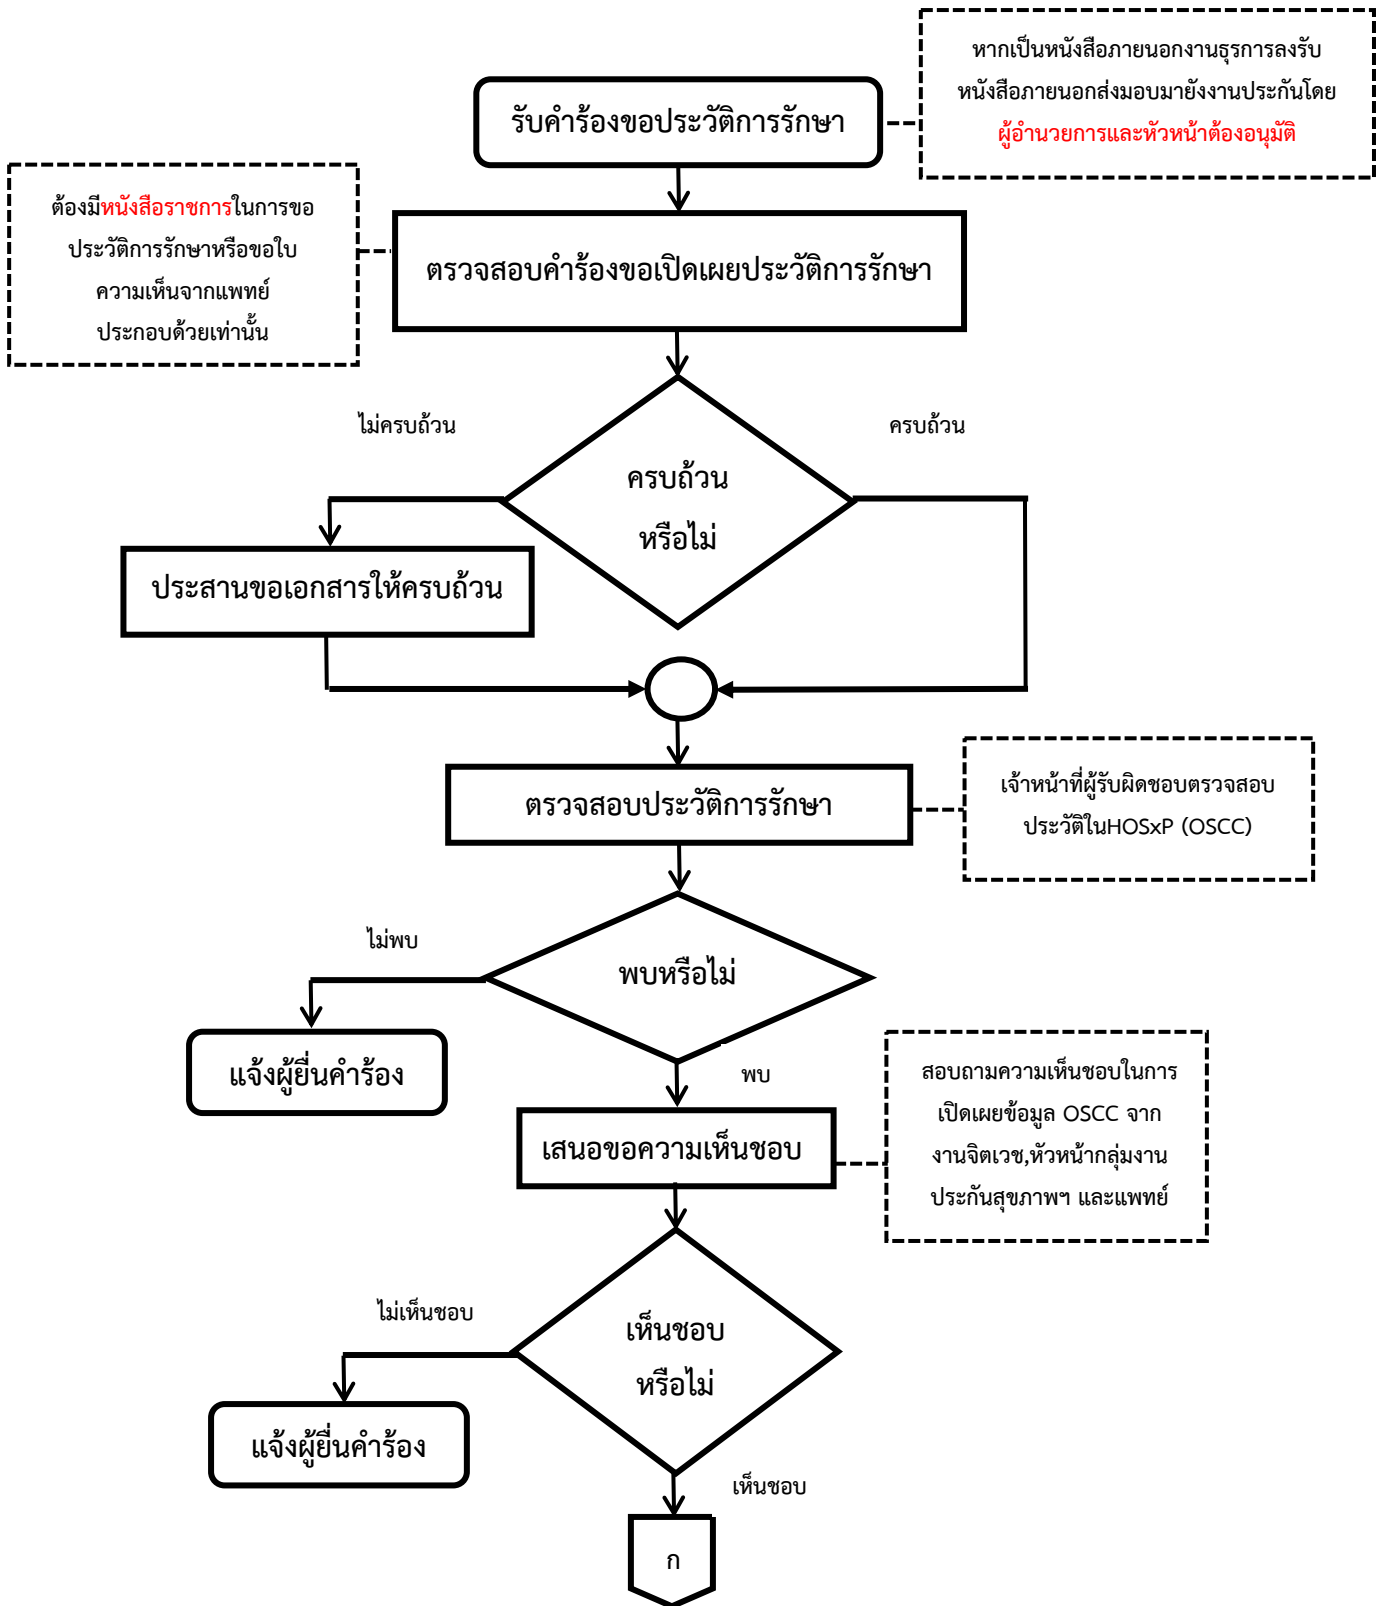 หากเป็นหนังสือภายนอกงานธุรการลงรับ
หนังสือภายนอกส่งมอบมายังงานประกันโดย
ผู้อำนวยการและหัวหน้าต้องอนุมัติ
รับคำร้องขอประวัติการรักษา
ต้องมีหนังสือราชการในการขอ
ประวัติการรักษาหรือขอใบ
ความเห็นจากแพทย์
ประกอบด้วยเท่านั้น
ตรวจสอบคำร้องขอเปิดเผยประวัติการรักษา
ไม่ครบถ้วน
ครบถ้วน
ครบถ้วน
หรือไม่
ประสานขอเอกสารให้ครบถ้วน
ตรวจสอบประวัติการรักษา
เจ้าหน้าที่ผู้รับผิดชอบตรวจสอบ
ประวัติในHOSxP (OSCC)
ไม่พบ
พบหรือไม่
แจ้งผู้ยื่นคำร้อง
พบ
เสนอขอความเห็นชอบ
สอบถามความเห็นชอบในการ
เปิดเผยข้อมูล OSCC จาก
งานจิตเวช,หัวหน้ากลุ่มงาน
ประกันสุขภาพฯ และแพทย์
ไม่เห็นชอบ
เห็นชอบ
หรือไม่
แจ้งผู้ยื่นคำร้อง
เห็นชอบ
ก